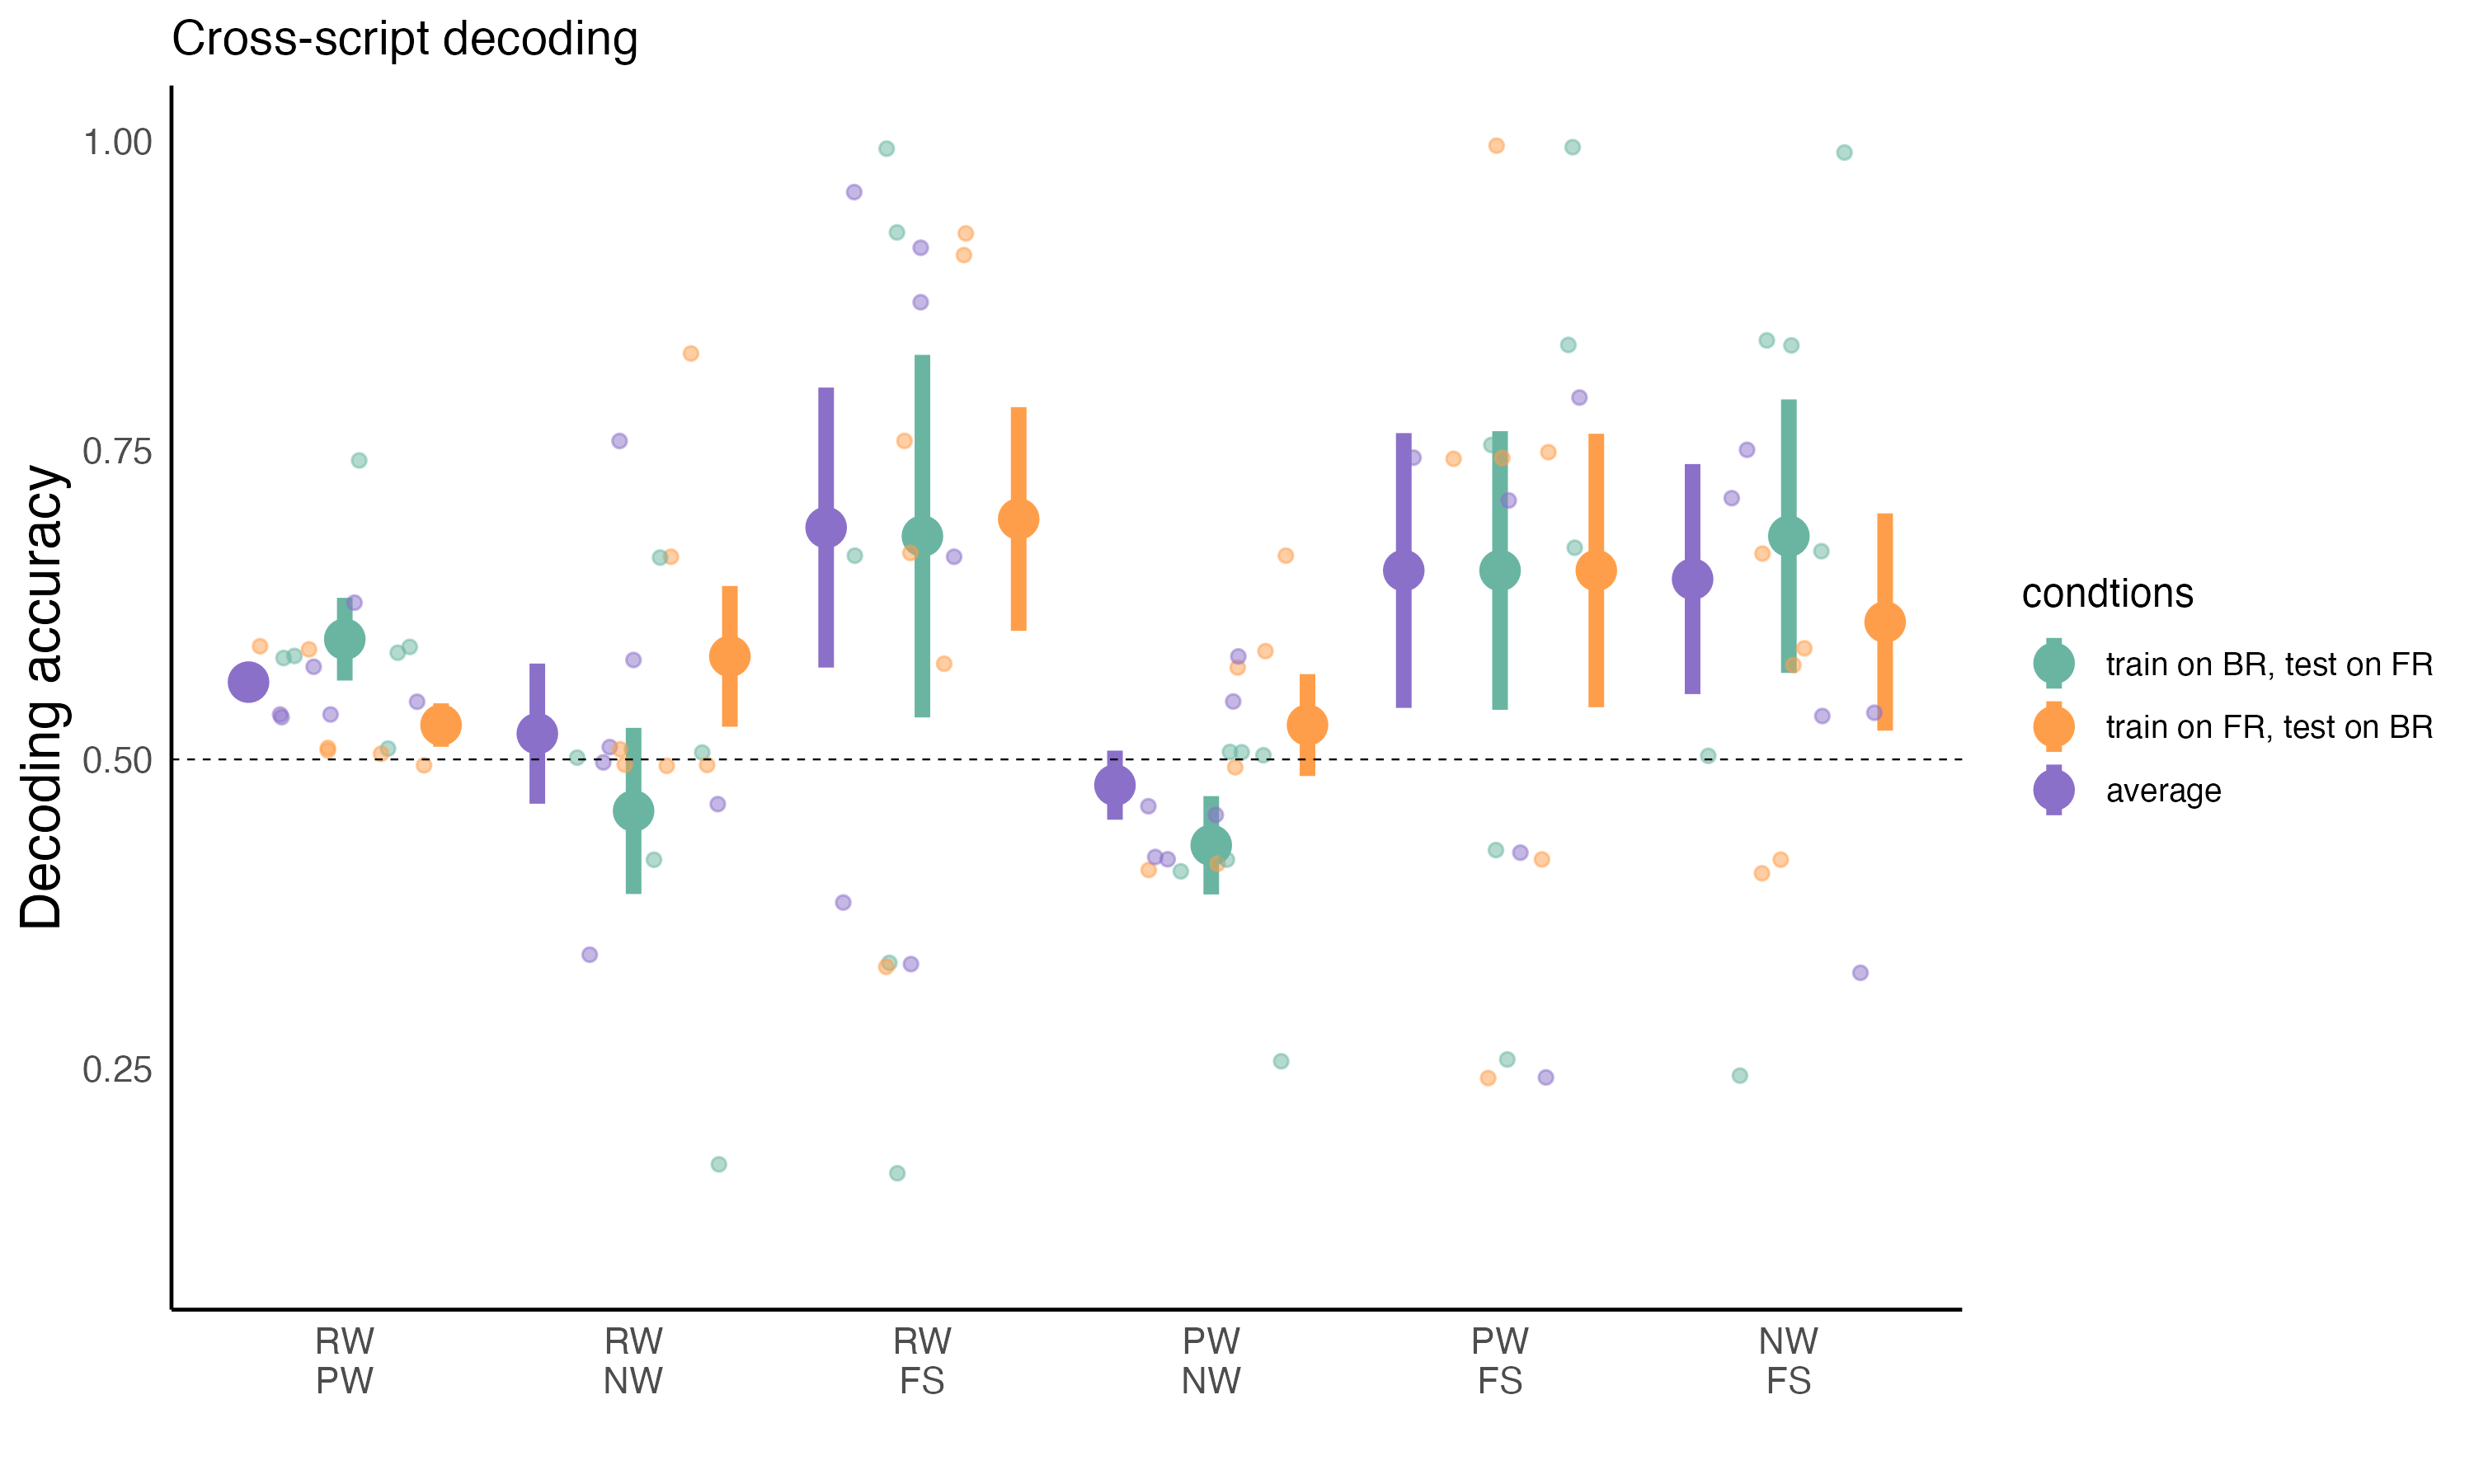 Cross-script decoding
Decoding accuracy
1.00
0.75
0.50
0.25
RW
PW
RW
NW
RW
FS
PW
NW
PW
FS
NW
FS
condtions
train on BR, test on FR
train on FR, test on BR
average